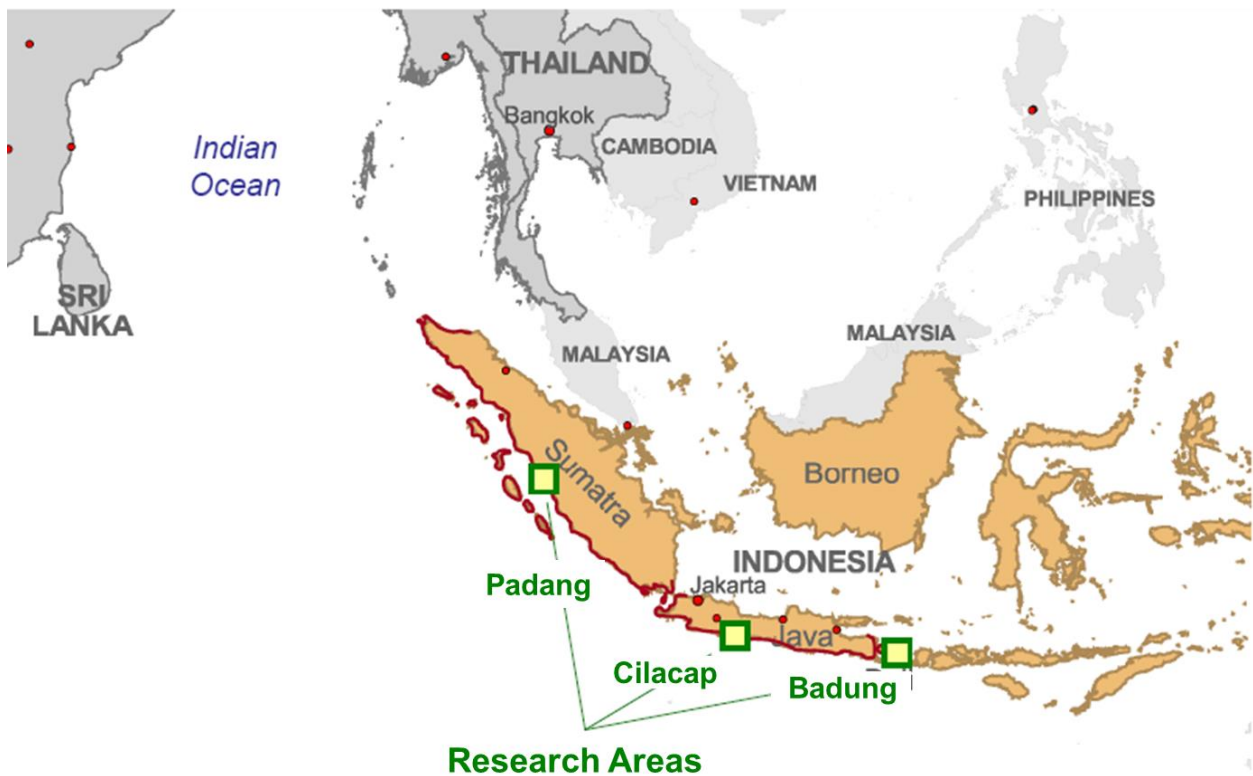 THAILAND
Bangkok
CAMBODIA
VIETNAM
PHILIPPINES
Indian
Ocean
SRI
LANKA
MALAYSIA
MALAYSIA
Sumatra
Borneo
INDONESIA
Padang
Jakarta
Java
Cilacap
Badung
Research Areas